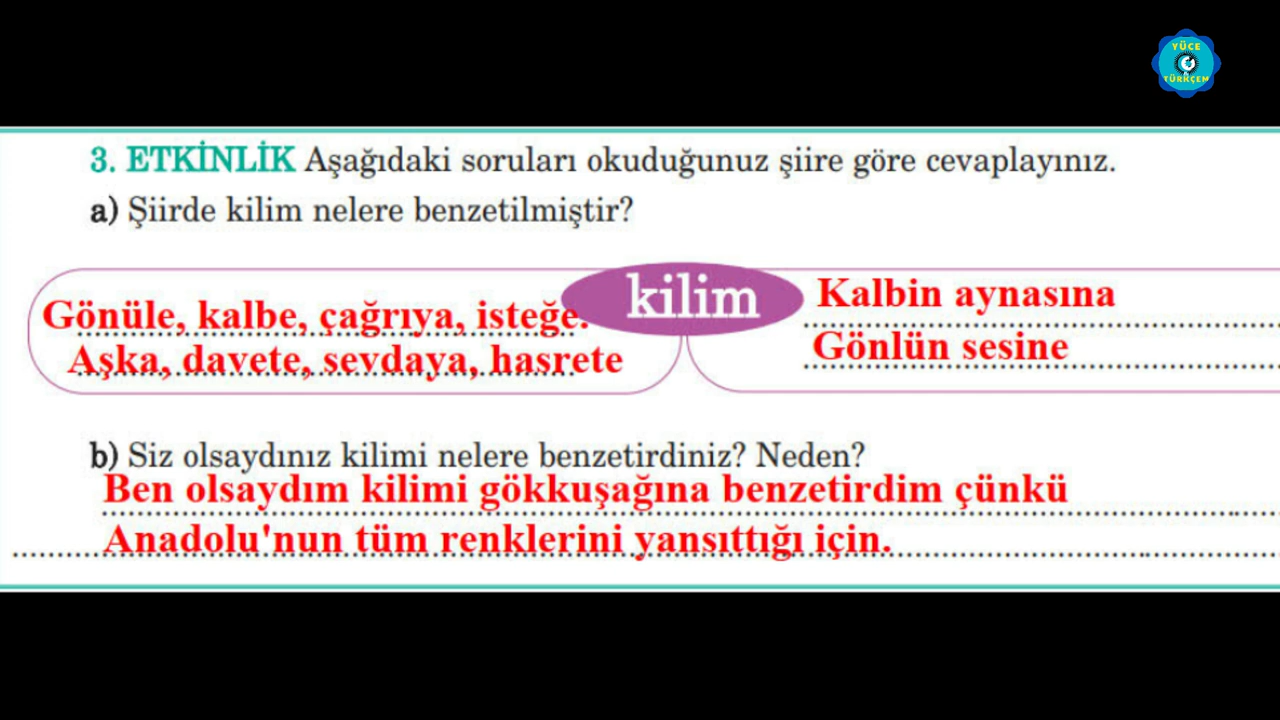 YÜCE
TÜRKÇEM
3. ETKİNLİK Aşağıdaki soruları okuduğunuz şiire göre cevaplayınız.
a) Şiirde kilim nelere benzetilmiştir?
kilim
Gönüle, kalbe, çağrıya, isteğe.
Aşka, davete, sevdaya, hasrete
Kalbin aynasına
Gönlün sesine
b) Siz olsaydınız kilimi nelere benzetirdiniz? Neden?
Ben olsaydım kilimi gökkuşağına benzetirdim çünkü
Anadolu'nun tüm renklerini yansıttığı için.